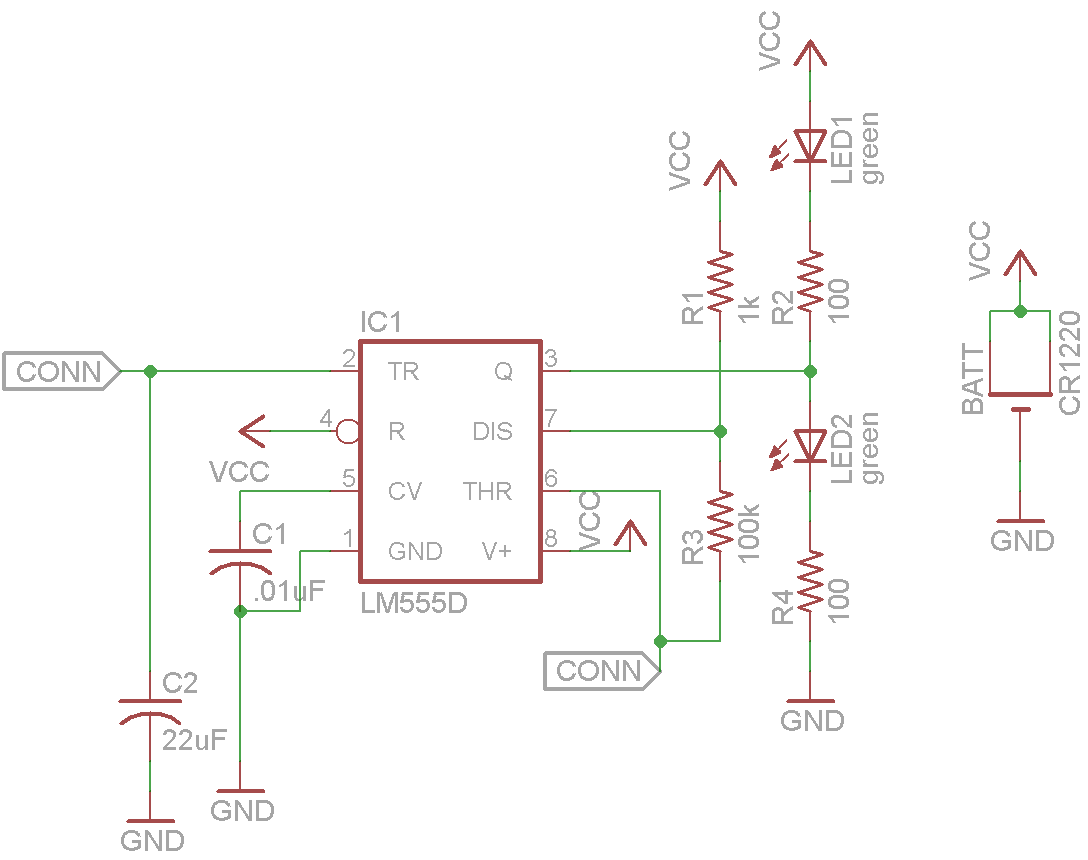 VCC
LED1
green
VCC
R1
1k
R2
100
VCC
BATT
CR1220
GND
IC1
CONN
2
TR
Q
3
4
R
DIS
7
VCC
5
CV
THR
6
1
GND
V+
8
VCC
LM555D
C1
.01uF
LED2
green
R3
100k
R4
100
CONN
C2
22uF
GND
GND
GND